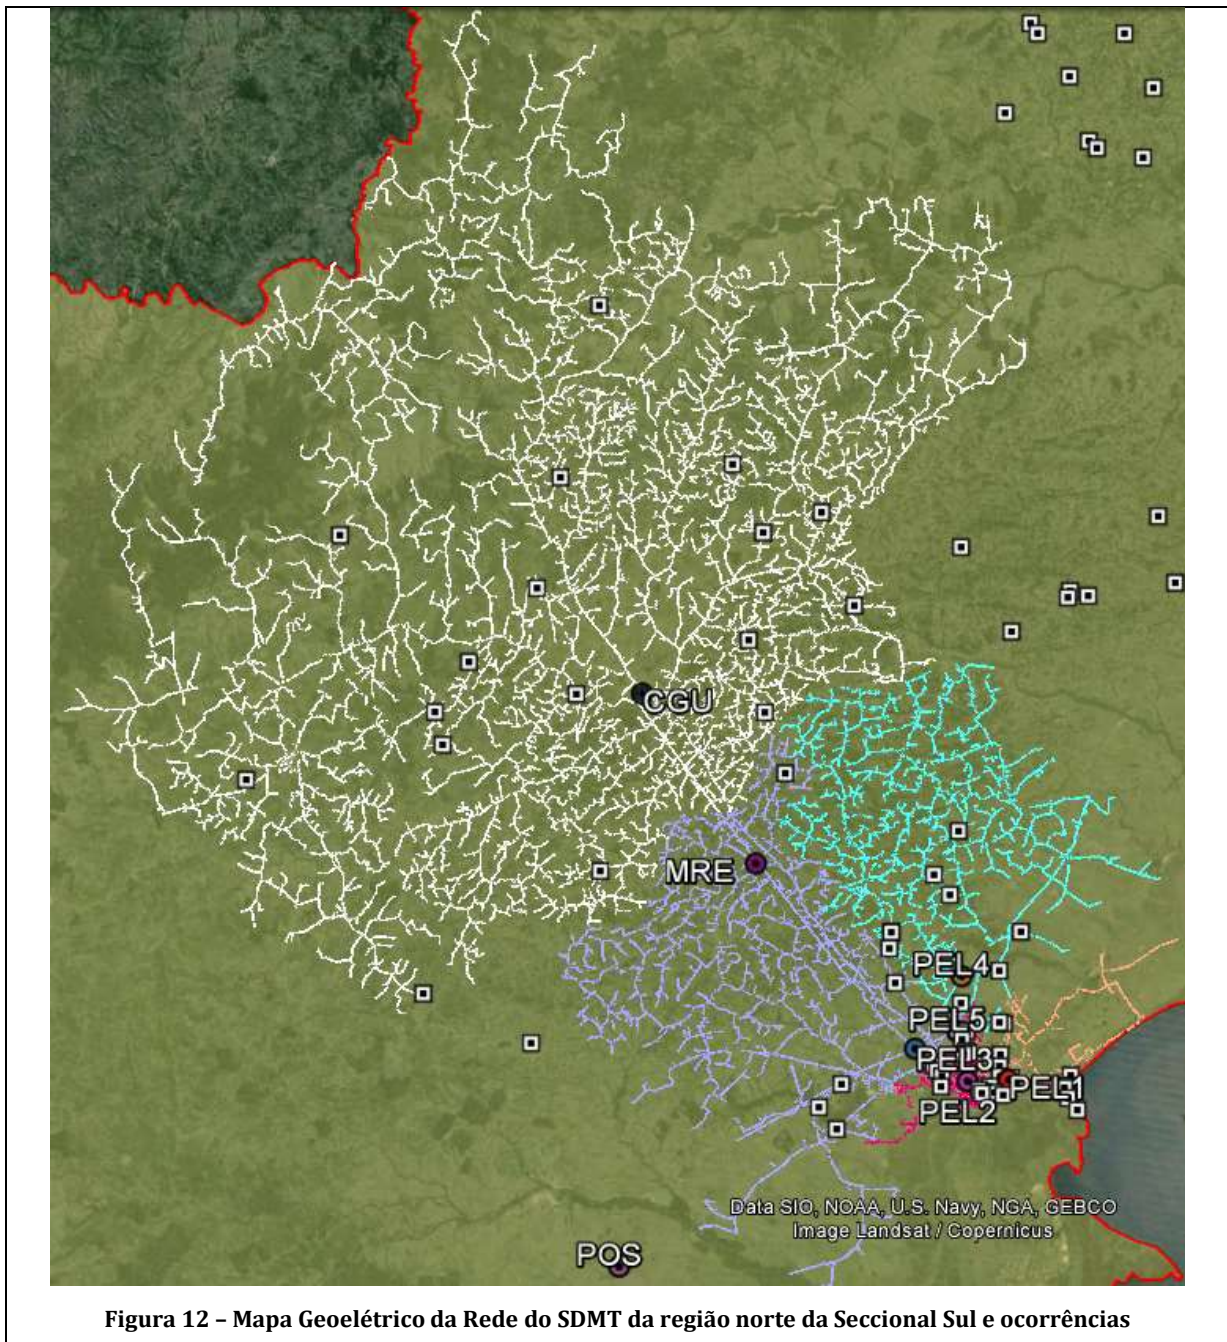 CGU
MRE
PEL4
PEL5
PEL3
PEL1
PEL2
Data SIO, NOAA, U.S. Navy, NGA, GEBCO
Image Landsat / Copernicus
POS
Figura 12 – Mapa Geoelétrico da Rede do SDMT da região norte da Seccional Sul e ocorrências